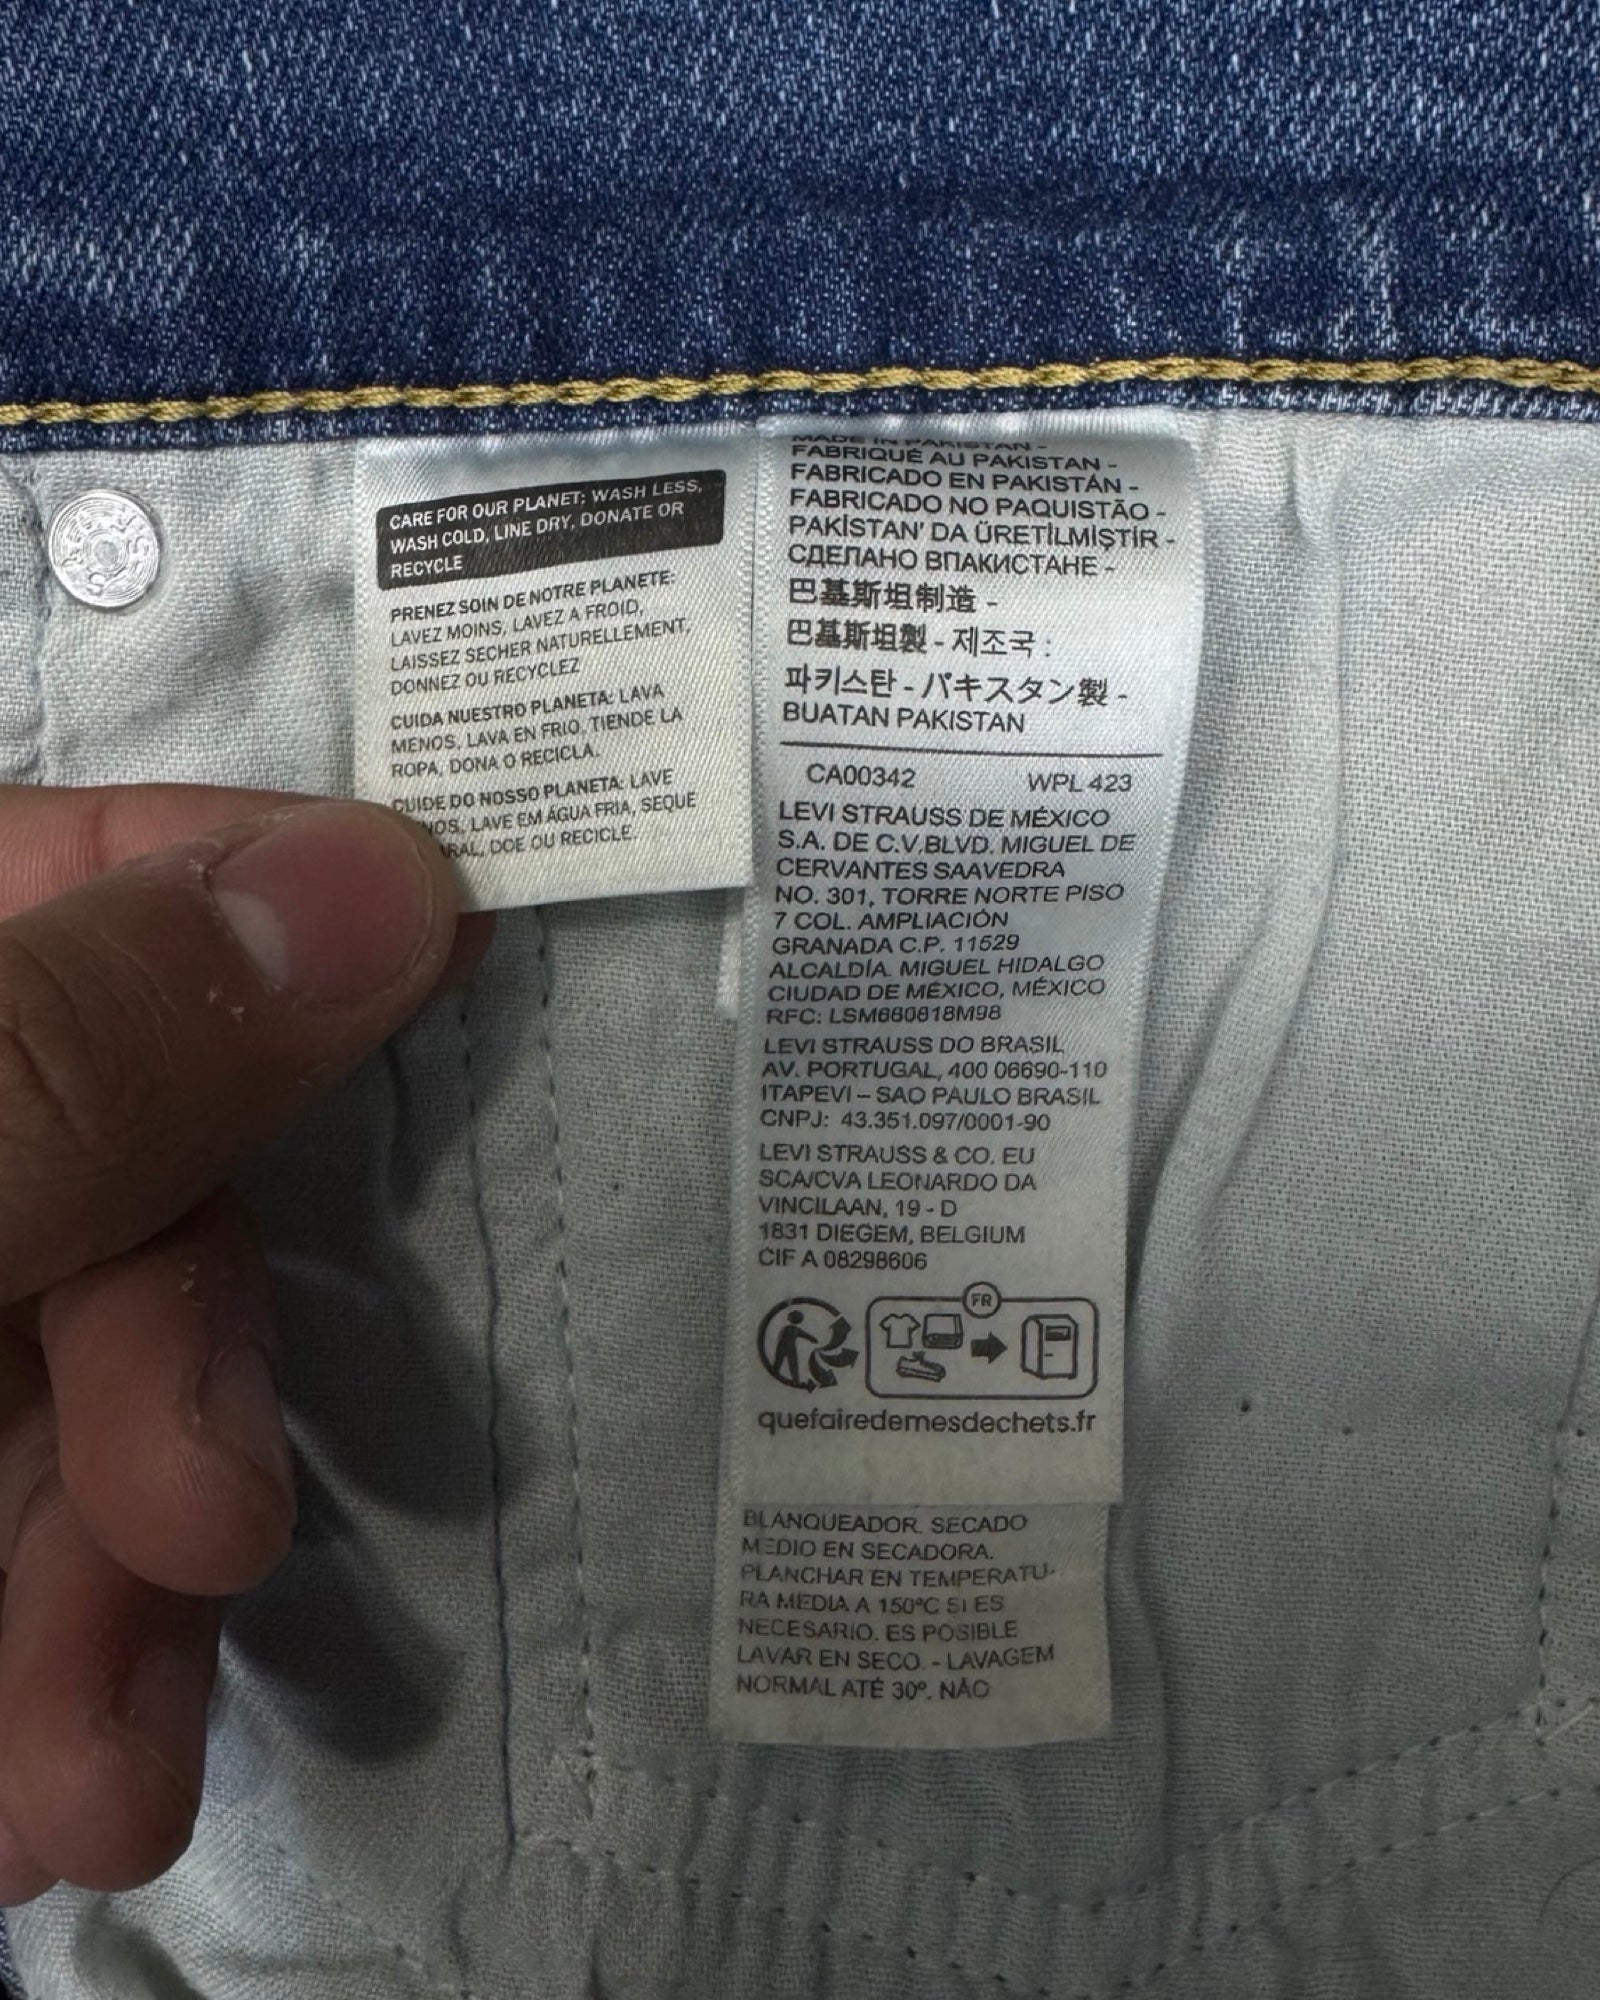 CARE FOR OUR PLANET: WASH LESS,
WASH COLD, LINE DRY, DONATE OR
RECYCLE
PRENEZ SOIN DE NOTRE PLANETE:
LAVEZ MOINS, LAVEZ A FROID,
LAISSEZ SECHER NATURELLEMENT,
DONNEZ OU RECYCLEZ
CUIDA NUESTRO PLANETA: LAVA
MENOS, LAVA EN FRIO, TIENDE LA
ROPA, DONA O RECICLA.
CUIDE DO NOSSO PLANETA: LAVE
NOS, LAVE EM ÁGUA FRIA, SEQUE
RAL, DOE OU RECICLE.
MADE IN PAKISTAN -
FABRIQUÉ AU PAKISTAN -
FABRICADO EN PAKISTÁN -
FABRICADO NO PAQUISTÃO -
PAKİSTAN' DA ÜRETİLMİŞTİR -
СДЕПАНО ВПАКИСТАНЕ -
巴基斯坦制造 -
巴基斯坦製 - 제조국 :
파키스탄 - パキスタン製 -
BUATAN PAKISTAN
CA00342 WPL 423
LEVI STRAUSS DE MÉXICO
S.A. DE C.V.BLVD. MIGUEL DE
CERVANTES SAAVEDRA
NO. 301, TORRE NORTE PISO
7 COL. AMPLIACIÓN
GRANADA C.P. 11529
ALCALDÍA. MIGUEL HIDALGO
CIUDAD DE MÉXICO, MÉXICO
RFC: LSM660818M98
LEVI STRAUSS DO BRASIL
AV. PORTUGAL, 400 06690-110
ITAPEVI – SAO PAULO BRASIL
CNPJ: 43.351.097/0001-90
LEVI STRAUSS & CO. EU
SCA/CVA LEONARDO DA
VINCILAAN, 19 - D
1831 DIEGEM, BELGIUM
CIF A 08298606
FR
quefairedemesdechets.fr
BLANQUEADOR. SECADO
MEDIO EN SECADORA.
PLANCHAR EN TEMPERATU-
RA MEDIA A 150°C SI ES
NECESARIO. ES POSIBLE
LAVAR EN SECO. - LAVAGEM
NORMAL ATÉ 30º. NÃO